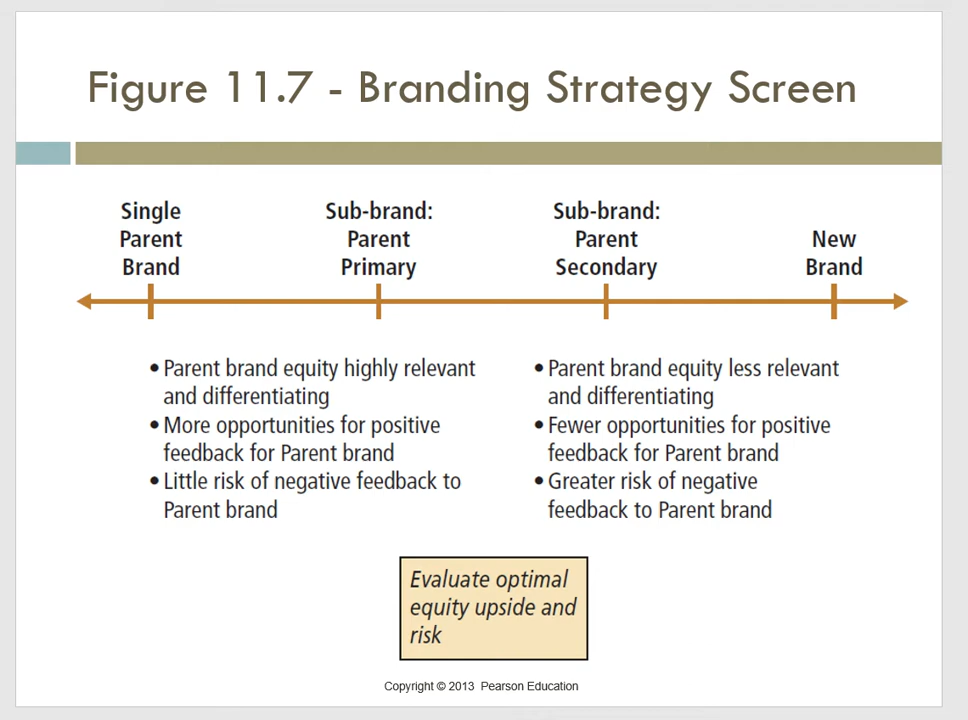 Figure 11.7 - Branding Strategy Screen
Single
Parent
Brand
Sub-brand:
Parent
Primary
Sub-brand:
Parent
Secondary
New
Brand
• Parent brand equity highly relevant
and differentiating
• More opportunities for positive
feedback for Parent brand
• Little risk of negative feedback to
Parent brand
• Parent brand equity less relevant
and differentiating
• Fewer opportunities for positive
feedback for Parent brand
• Greater risk of negative
feedback to Parent brand
Evaluate optimal
equity upside and
risk
Copyright © 2013 Pearson Education